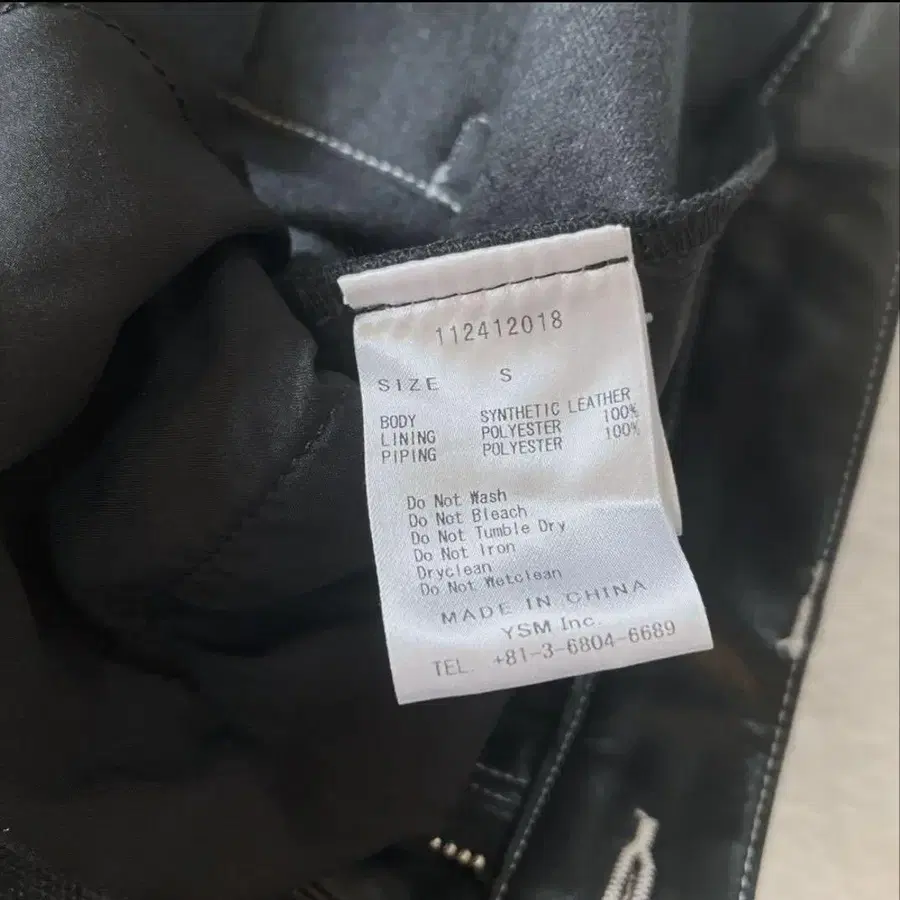 112412018
SIZE S
BODY SYNTHETIC LEATHER
LINING POLYESTER 100%
PIPING POLYESTER 100%
Do Not Wash
Do Not Bleach
Do Not Tumble Dry
Do Not Iron
Dryclean
Do Not Wetclean
MADE IN CHINA
YSM Inc.
TEL. +81-3-6804-6689